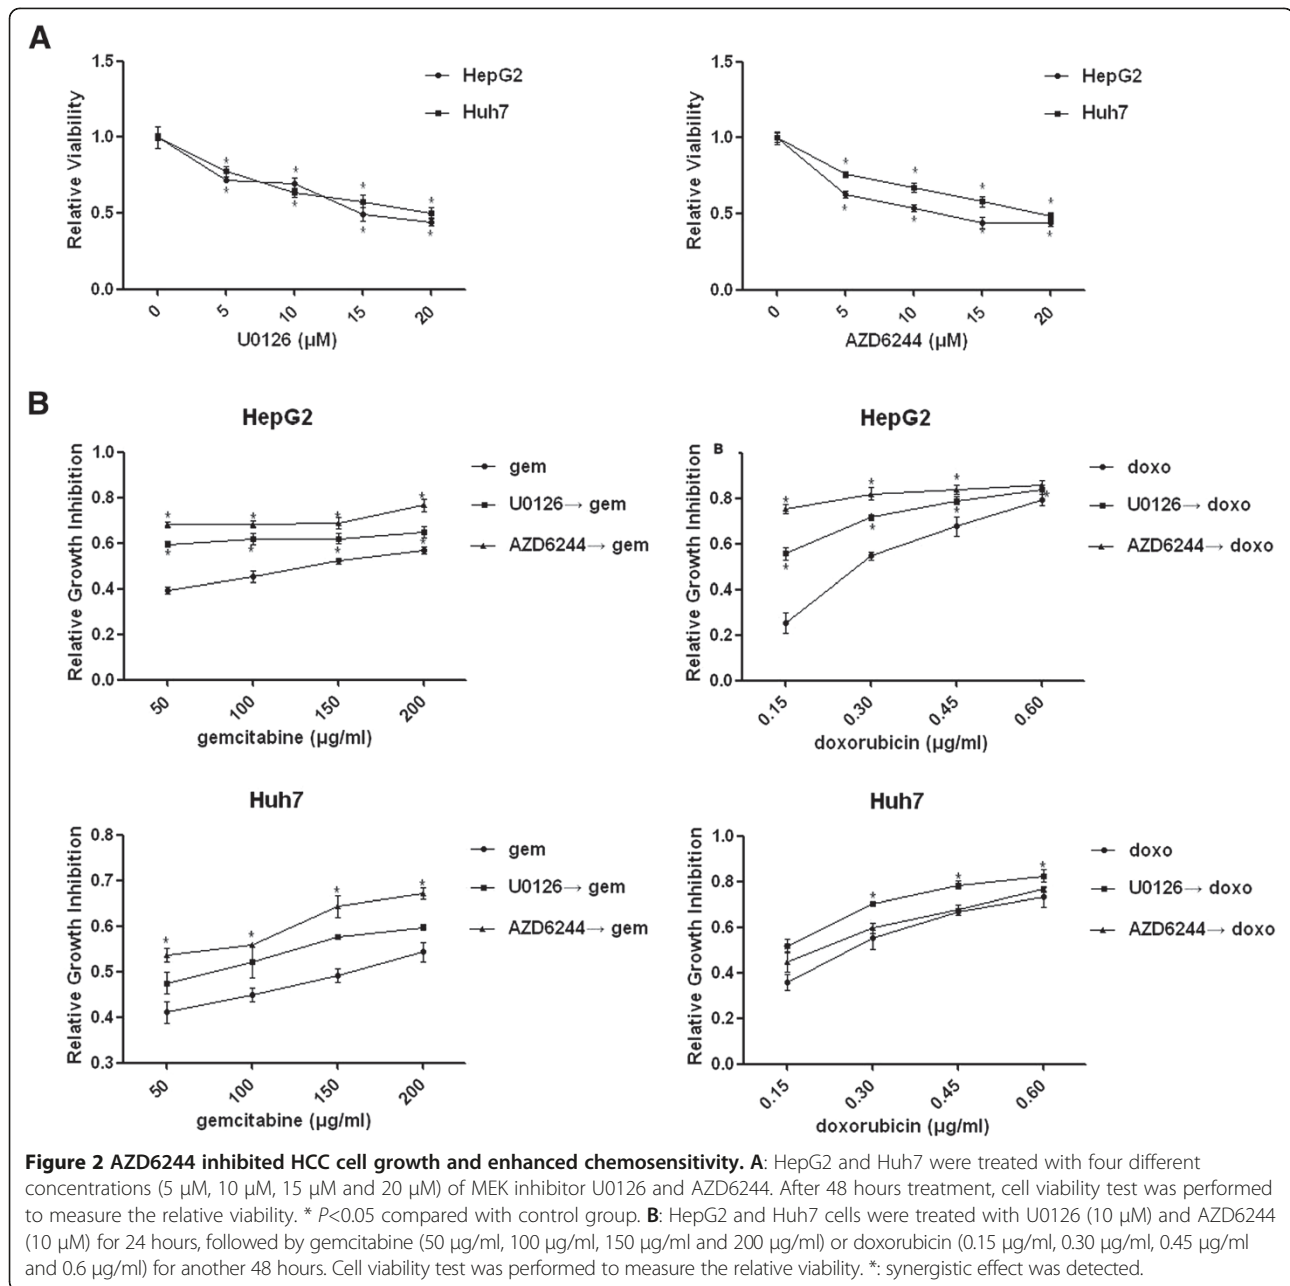 A
1.5
1.0
0.5
0.0
Relative Vialbility
HepG2
Huh7
* * * *
* * * *
0 5 10 15 20
U0126 (µM)
1.5
1.0
0.5
0.0
Relative Vialbility
HepG2
Huh7
* * * *
* * * *
0 5 10 15 20
AZD6244 (µM)
B
HepG2
1.0
0.8
0.6
0.4
0.2
0.0
Relative Growth Inhibition
gem
U0126→ gem
AZD6244→ gem
* * * *
* * * *
50 100 150 200
gemcitabine (µg/ml)
HepG2
B
0.8
0.6
0.4
0.2
0.0
Relative Growth Inhibition
doxo
U0126→ doxo
AZD6244→ doxo
* * *
* * * *
0.15 0.30 0.45 0.60
doxorubicin (µg/ml)
Huh7
0.8
0.7
0.6
0.5
0.4
0.3
Relative Growth Inhibition
gem
U0126→ gem
AZD6244→ gem
* * * *
50 100 150 200
gemcitabine (µg/ml)
Huh7
1.0
0.8
0.6
0.4
0.2
0.0
Relative Growth Inhibition
doxo
U0126→ doxo
AZD6244→ doxo
* * *
0.15 0.30 0.45 0.60
doxorubicin (µg/ml)
Figure 2 AZD6244 inhibited HCC cell growth and enhanced chemosensitivity. A: HepG2 and Huh7 were treated with four different
concentrations (5 µM, 10 µM, 15 µM and 20 µM) of MEK inhibitor U0126 and AZD6244. After 48 hours treatment, cell viability test was performed
to measure the relative viability. * P<0.05 compared with control group. B: HepG2 and Huh7 cells were treated with U0126 (10 µM) and AZD6244
(10 µM) for 24 hours, followed by gemcitabine (50 µg/ml, 100 µg/ml, 150 µg/ml and 200 µg/ml) or doxorubicin (0.15 µg/ml, 0.30 µg/ml, 0.45 µg/ml
and 0.6 µg/ml) for another 48 hours. Cell viability test was performed to measure the relative viability. *: synergistic effect was detected.